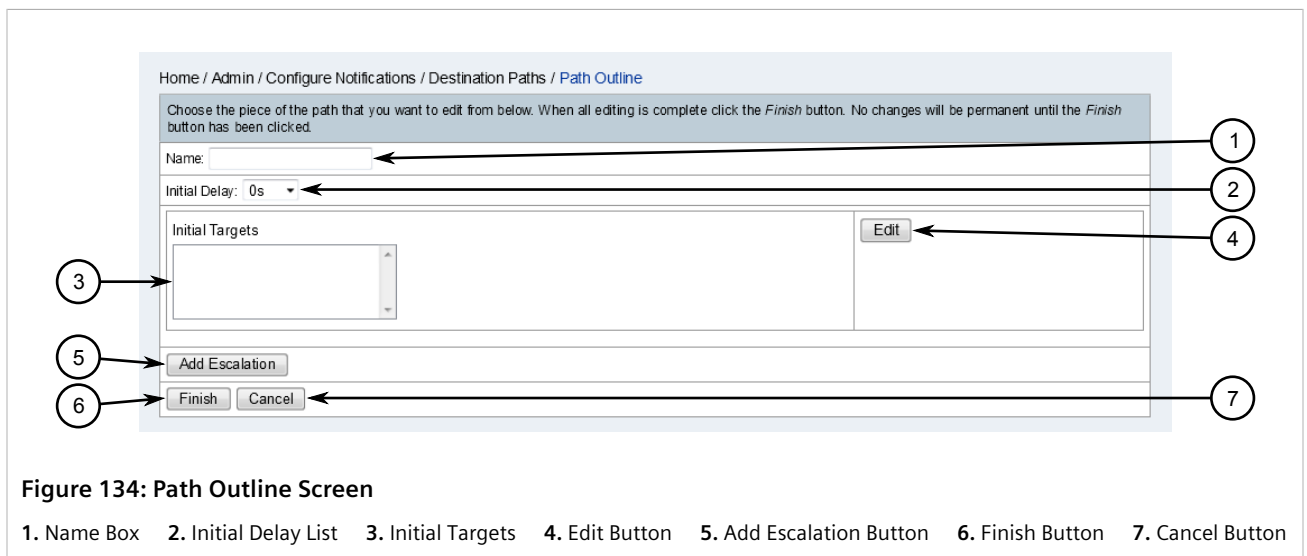 Home / Admin / Configure Notifications / Destination Paths / Path Outline
Choose the piece of the path that you want to edit from below. When all editing is complete click the Finish button. No changes will be permanent until the Finish
button has been clicked.
Name:
1
Initial Delay: 0s
2
Initial Targets
Edit
4
3
5
Add Escalation
6
Finish Cancel
7
Figure 134: Path Outline Screen
1. Name Box 2. Initial Delay List 3. Initial Targets 4. Edit Button 5. Add Escalation Button 6. Finish Button 7. Cancel Button